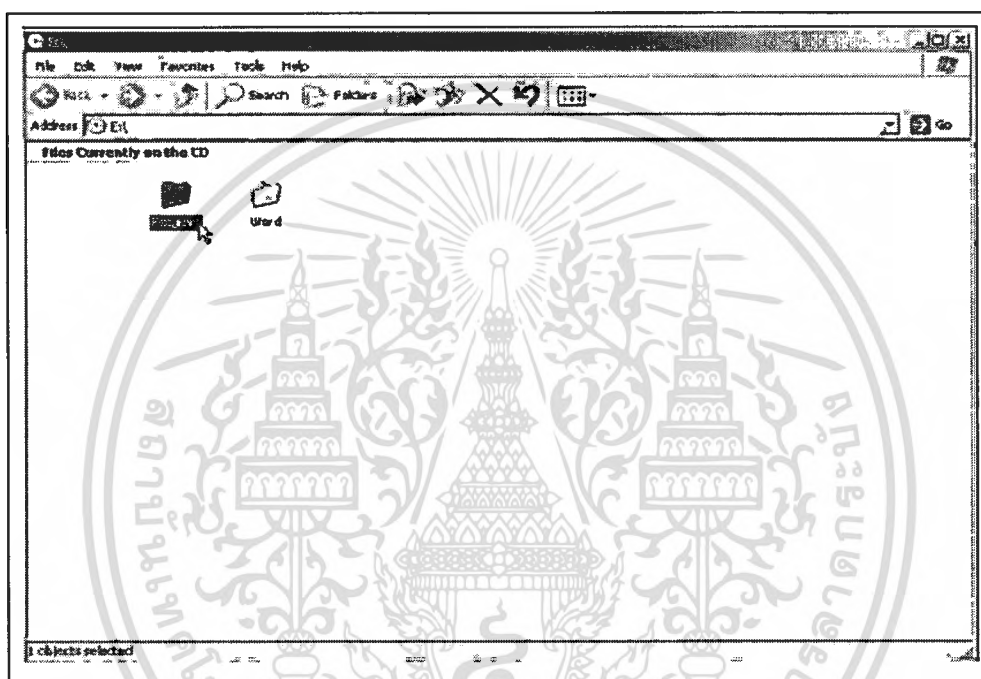 E:\
File Edit View Favorites Tools Help
Back Search Folders
Address E:\ Go
Files Currently on the CD
Word
1 objects selected